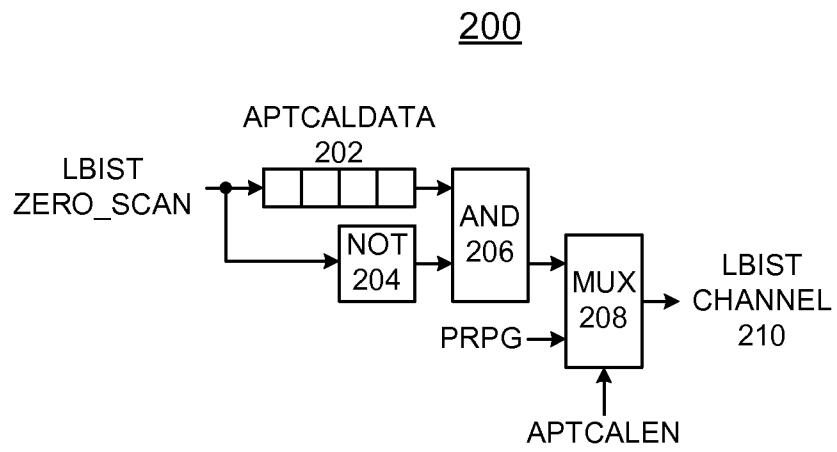 200
APTCALDATA
202
LBIST
ZERO_SCAN
NOT
204
AND
206
MUX
208
LBIST
CHANNEL
210
PRPG
APTCALEN